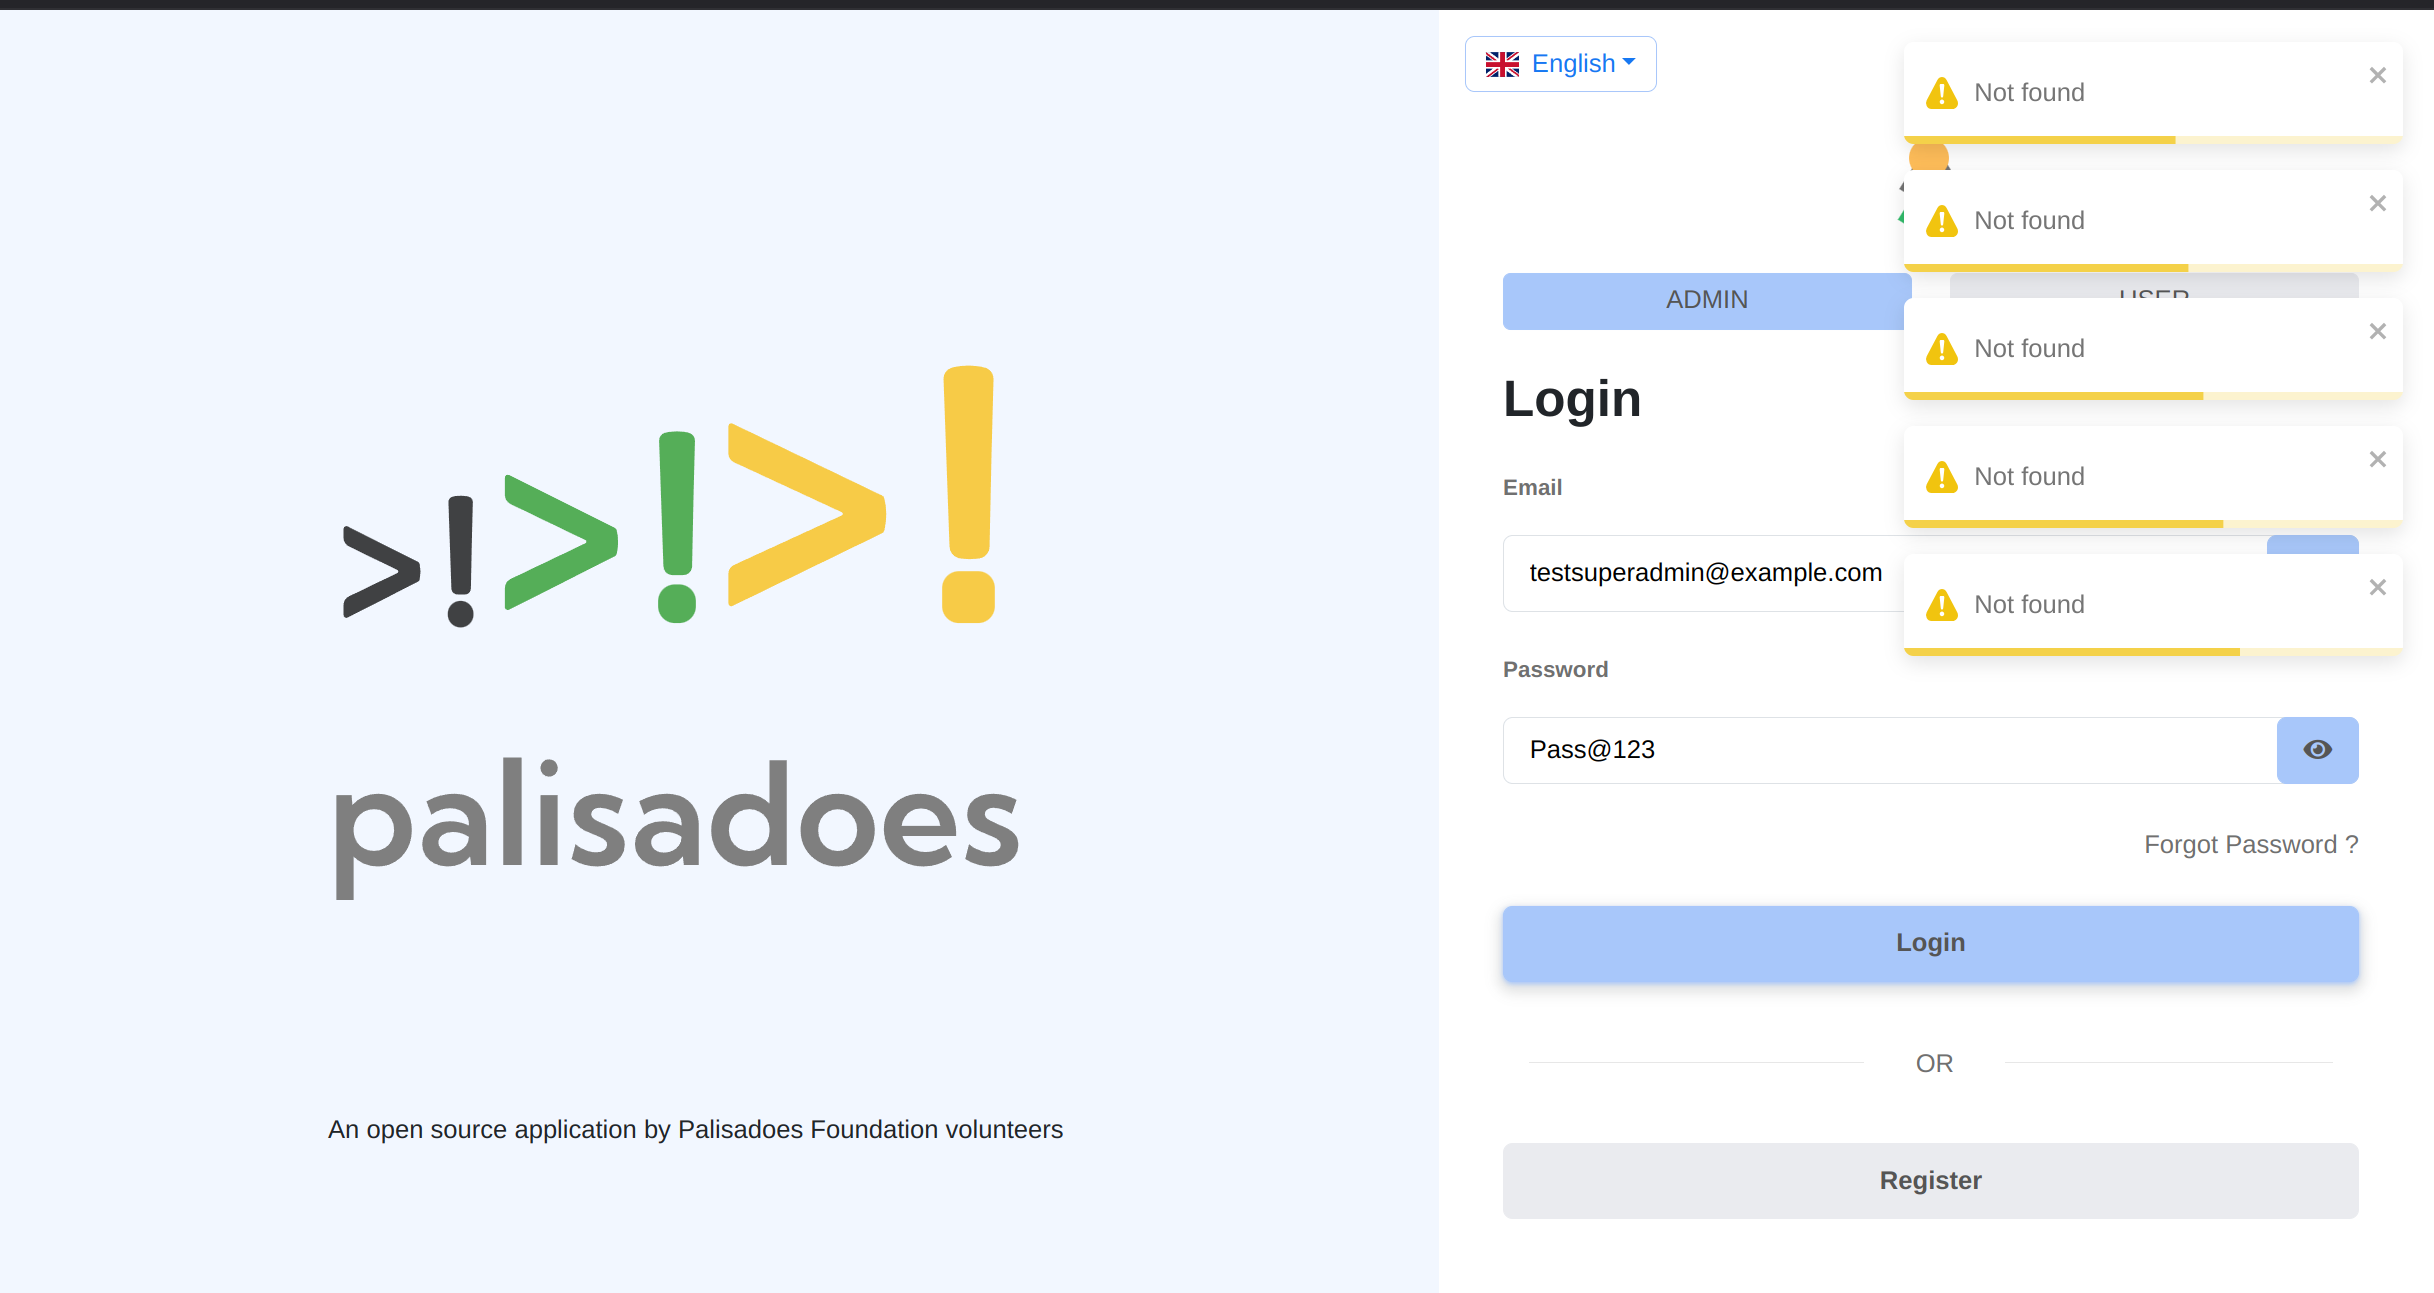 English
Not found
Not found
ADMIN
USER
Not found
Login
Not found
Email
testsuperadmin@example.com
Not found
Password
Pass@123
Forgot Password ?
Login
OR
Register
>!>!>!
palisadoes
An open source application by Palisadoes Foundation volunteers